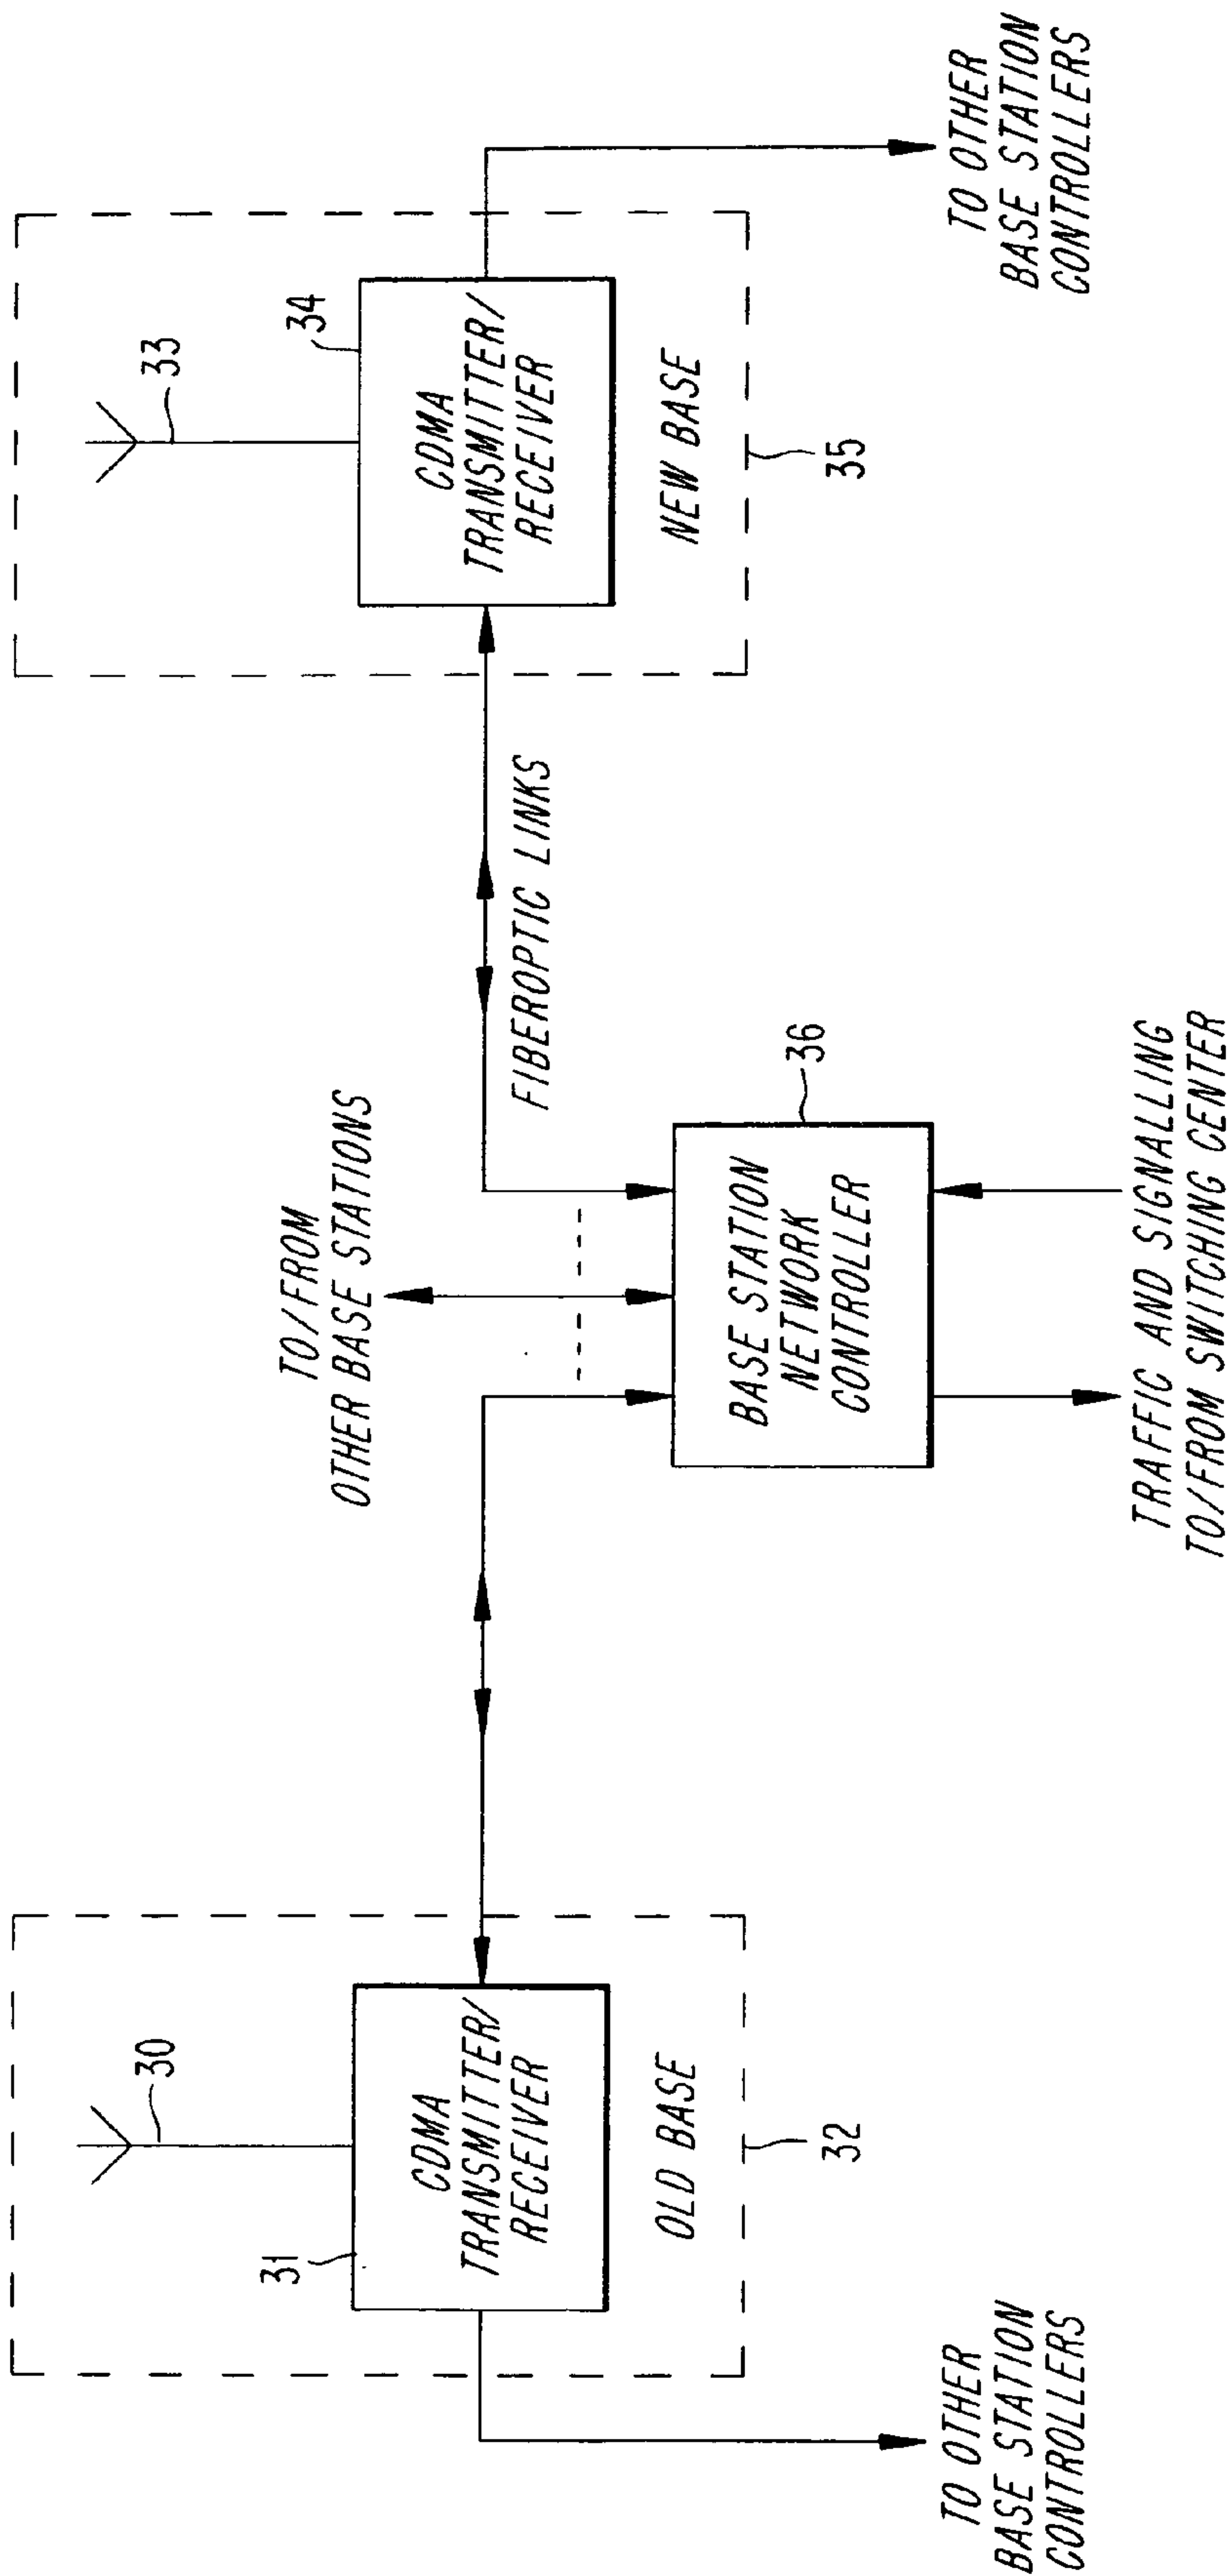 30
31
CDMA
TRANSMITTER/
RECEIVER
OLD BASE
32
TO OTHER
BASE STATION
CONTROLLERS
TO/FROM
OTHER BASE STATIONS
FIBEROPTIC LINKS
BASE STATION
NETWORK
CONTROLLER
36
TRAFFIC AND SIGNALLING
TO/FROM SWITCHING CENTER
33
34
CDMA
TRANSMITTER/
RECEIVER
NEW BASE
35
TO OTHER
BASE STATION
CONTROLLERS